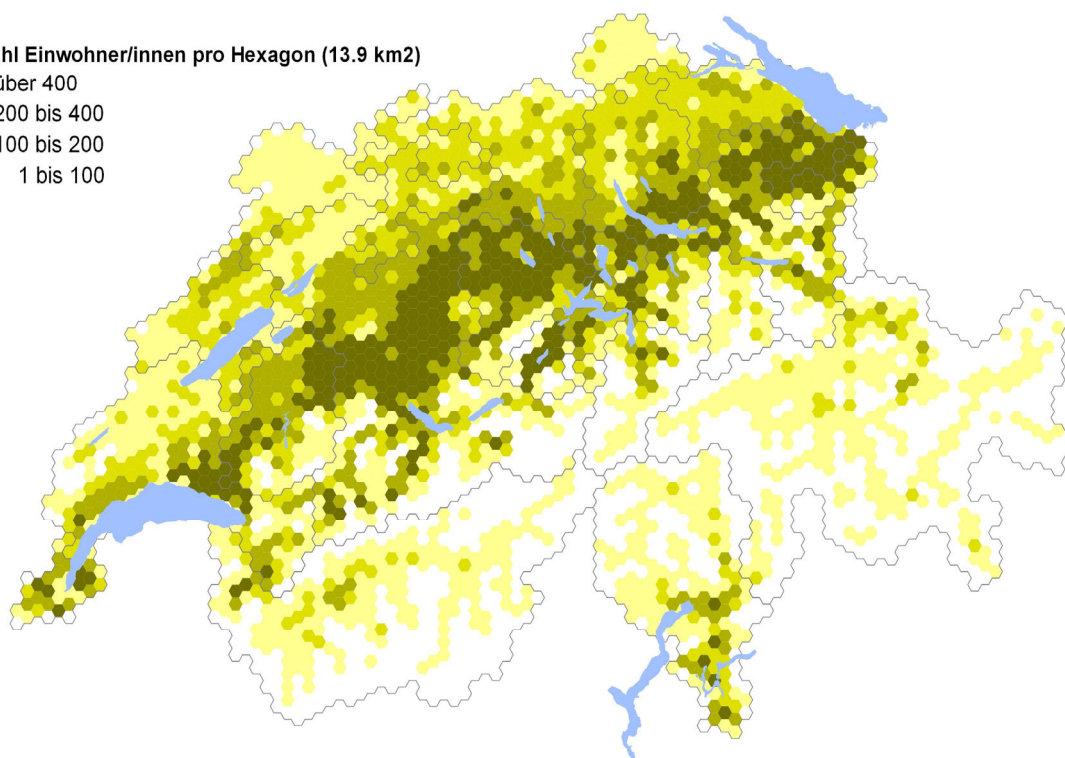 hl Einwohner/innen pro Hexagon (13.9 km2)
über 400
200 bis 400
100 bis 200
1 bis 100